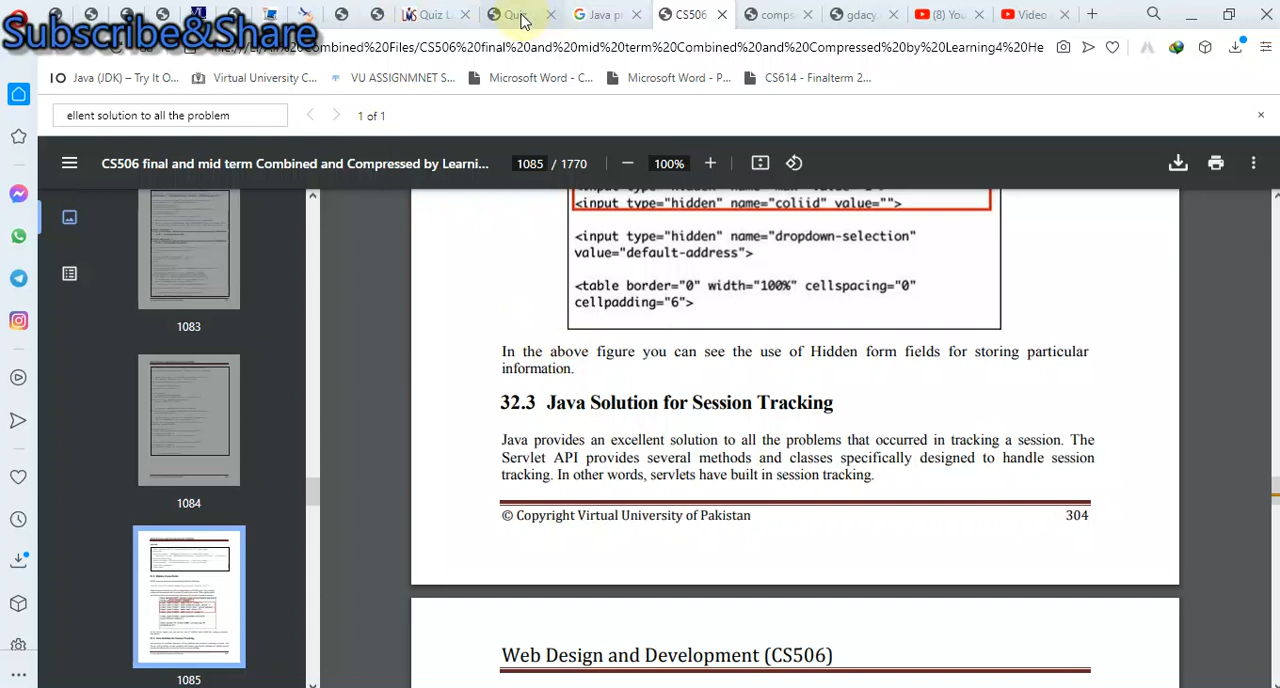 Quiz L
Quiz
Java pr
CS506
comps
gdacy.
(8) You
Video
Subscribe&Share
ombined%20Files/CS506%20final%20and%20mid%20term%20Combined%20and%20Compressed%20by%20Learning4%20He
Java (JDK) — Try It O...
Virtual University C...
VU ASSIGNMNET S...
Microsoft Word - C...
Microsoft Word - P...
CS614 - Finalterm 2...
ellent solution to all the problem
1 of 1
CS506 final and mid term Combined and Compressed by Learni...
1085 / 1770
100%
<input type="hidden" name="coliid" value="">
<input type="hidden" name="dropdown-selection"
value="default-address">
<table border="0" width="100%" cellspacing="0"
cellpadding="6">
1083
In the above figure you can see the use of Hidden form fields for storing particular
information.
32.3 Java Solution for Session Tracking
Java provides an excellent solution to all the problems that occurred in tracking a session. The
Servlet API provides several methods and classes specifically designed to handle session
tracking. In other words, servlets have built in session tracking.
1084
© Copyright Virtual University of Pakistan
304
Web Design and Development (CS506)
1085